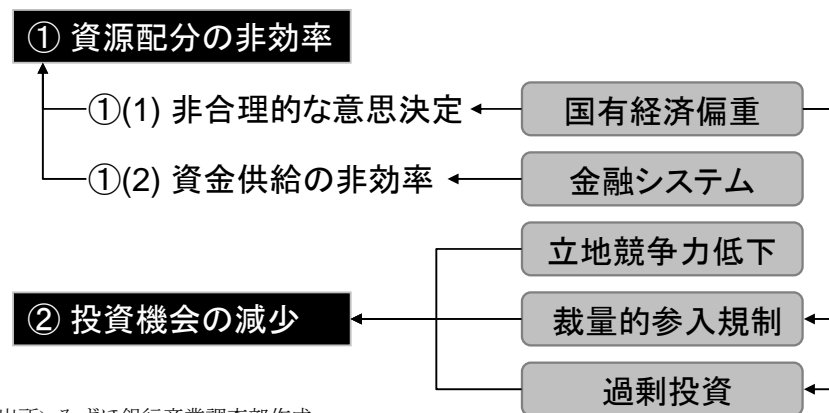 ① 資源配分の非効率
①(1) 非合理的な意思決定
国有経済偏重
①(2) 資金供給の非効率
金融システム
立地競争力低下
② 投資機会の減少
裁量的参入規制
過剰投資